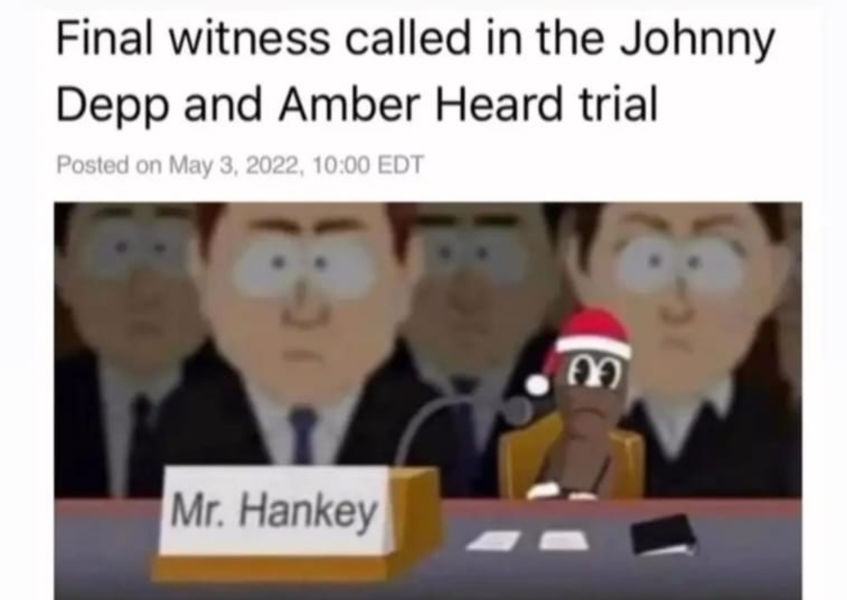 Final witness called in the Johnny
Depp and Amber Heard trial
Posted on May 3, 2022, 10:00 EDT
Mr. Hankey